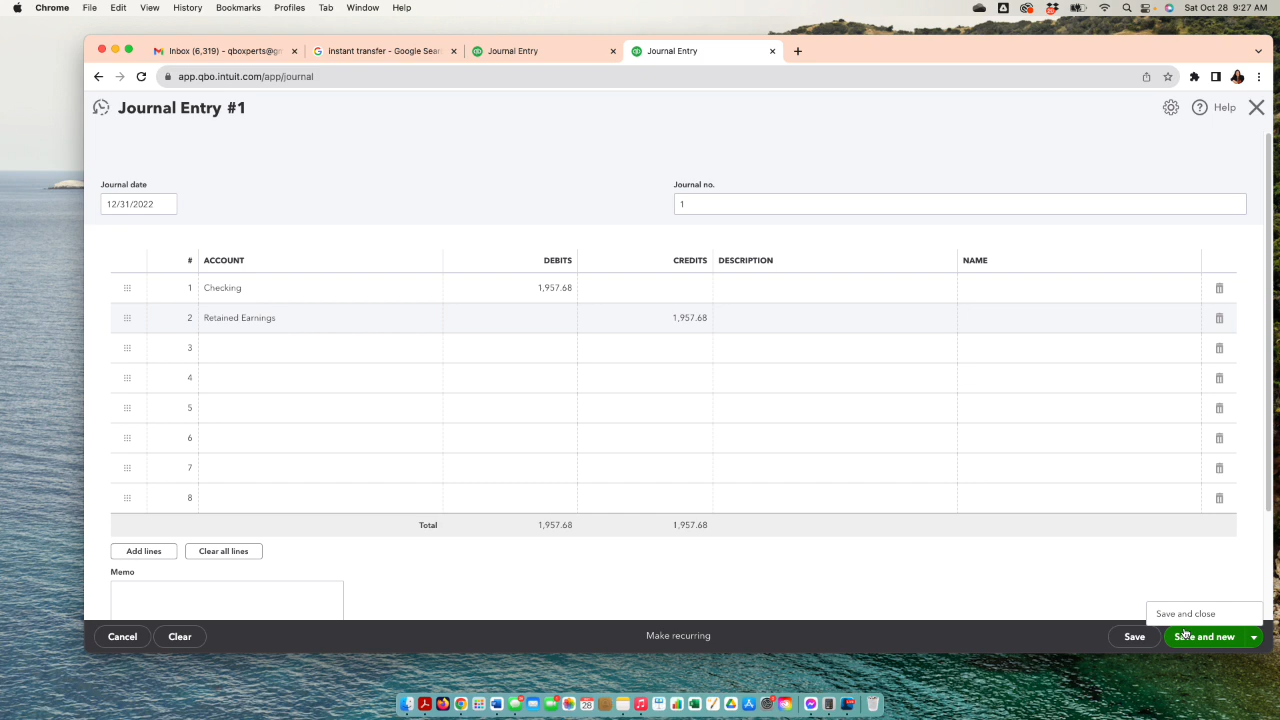 Chrome File Edit View History Bookmarks Profiles Tab Window Help Sat Oct 28 9:27 AM
Inbox (6,319) - qboxperts@gm instant transfer - Google Sear Journal Entry Journal Entry
app.qbo.intuit.com/app/journal
Journal Entry #1 Help
Journal date Journal no.
12/31/2022 1
# ACCOUNT DEBITS CREDITS DESCRIPTION NAME
1 Checking 1,957.68
2 Retained Earnings 1,957.68
3
4
5
6
7
8
Total 1,957.68 1,957.68
Add lines Clear all lines
Memo
Save and close
Cancel Clear Make recurring Save Save and new